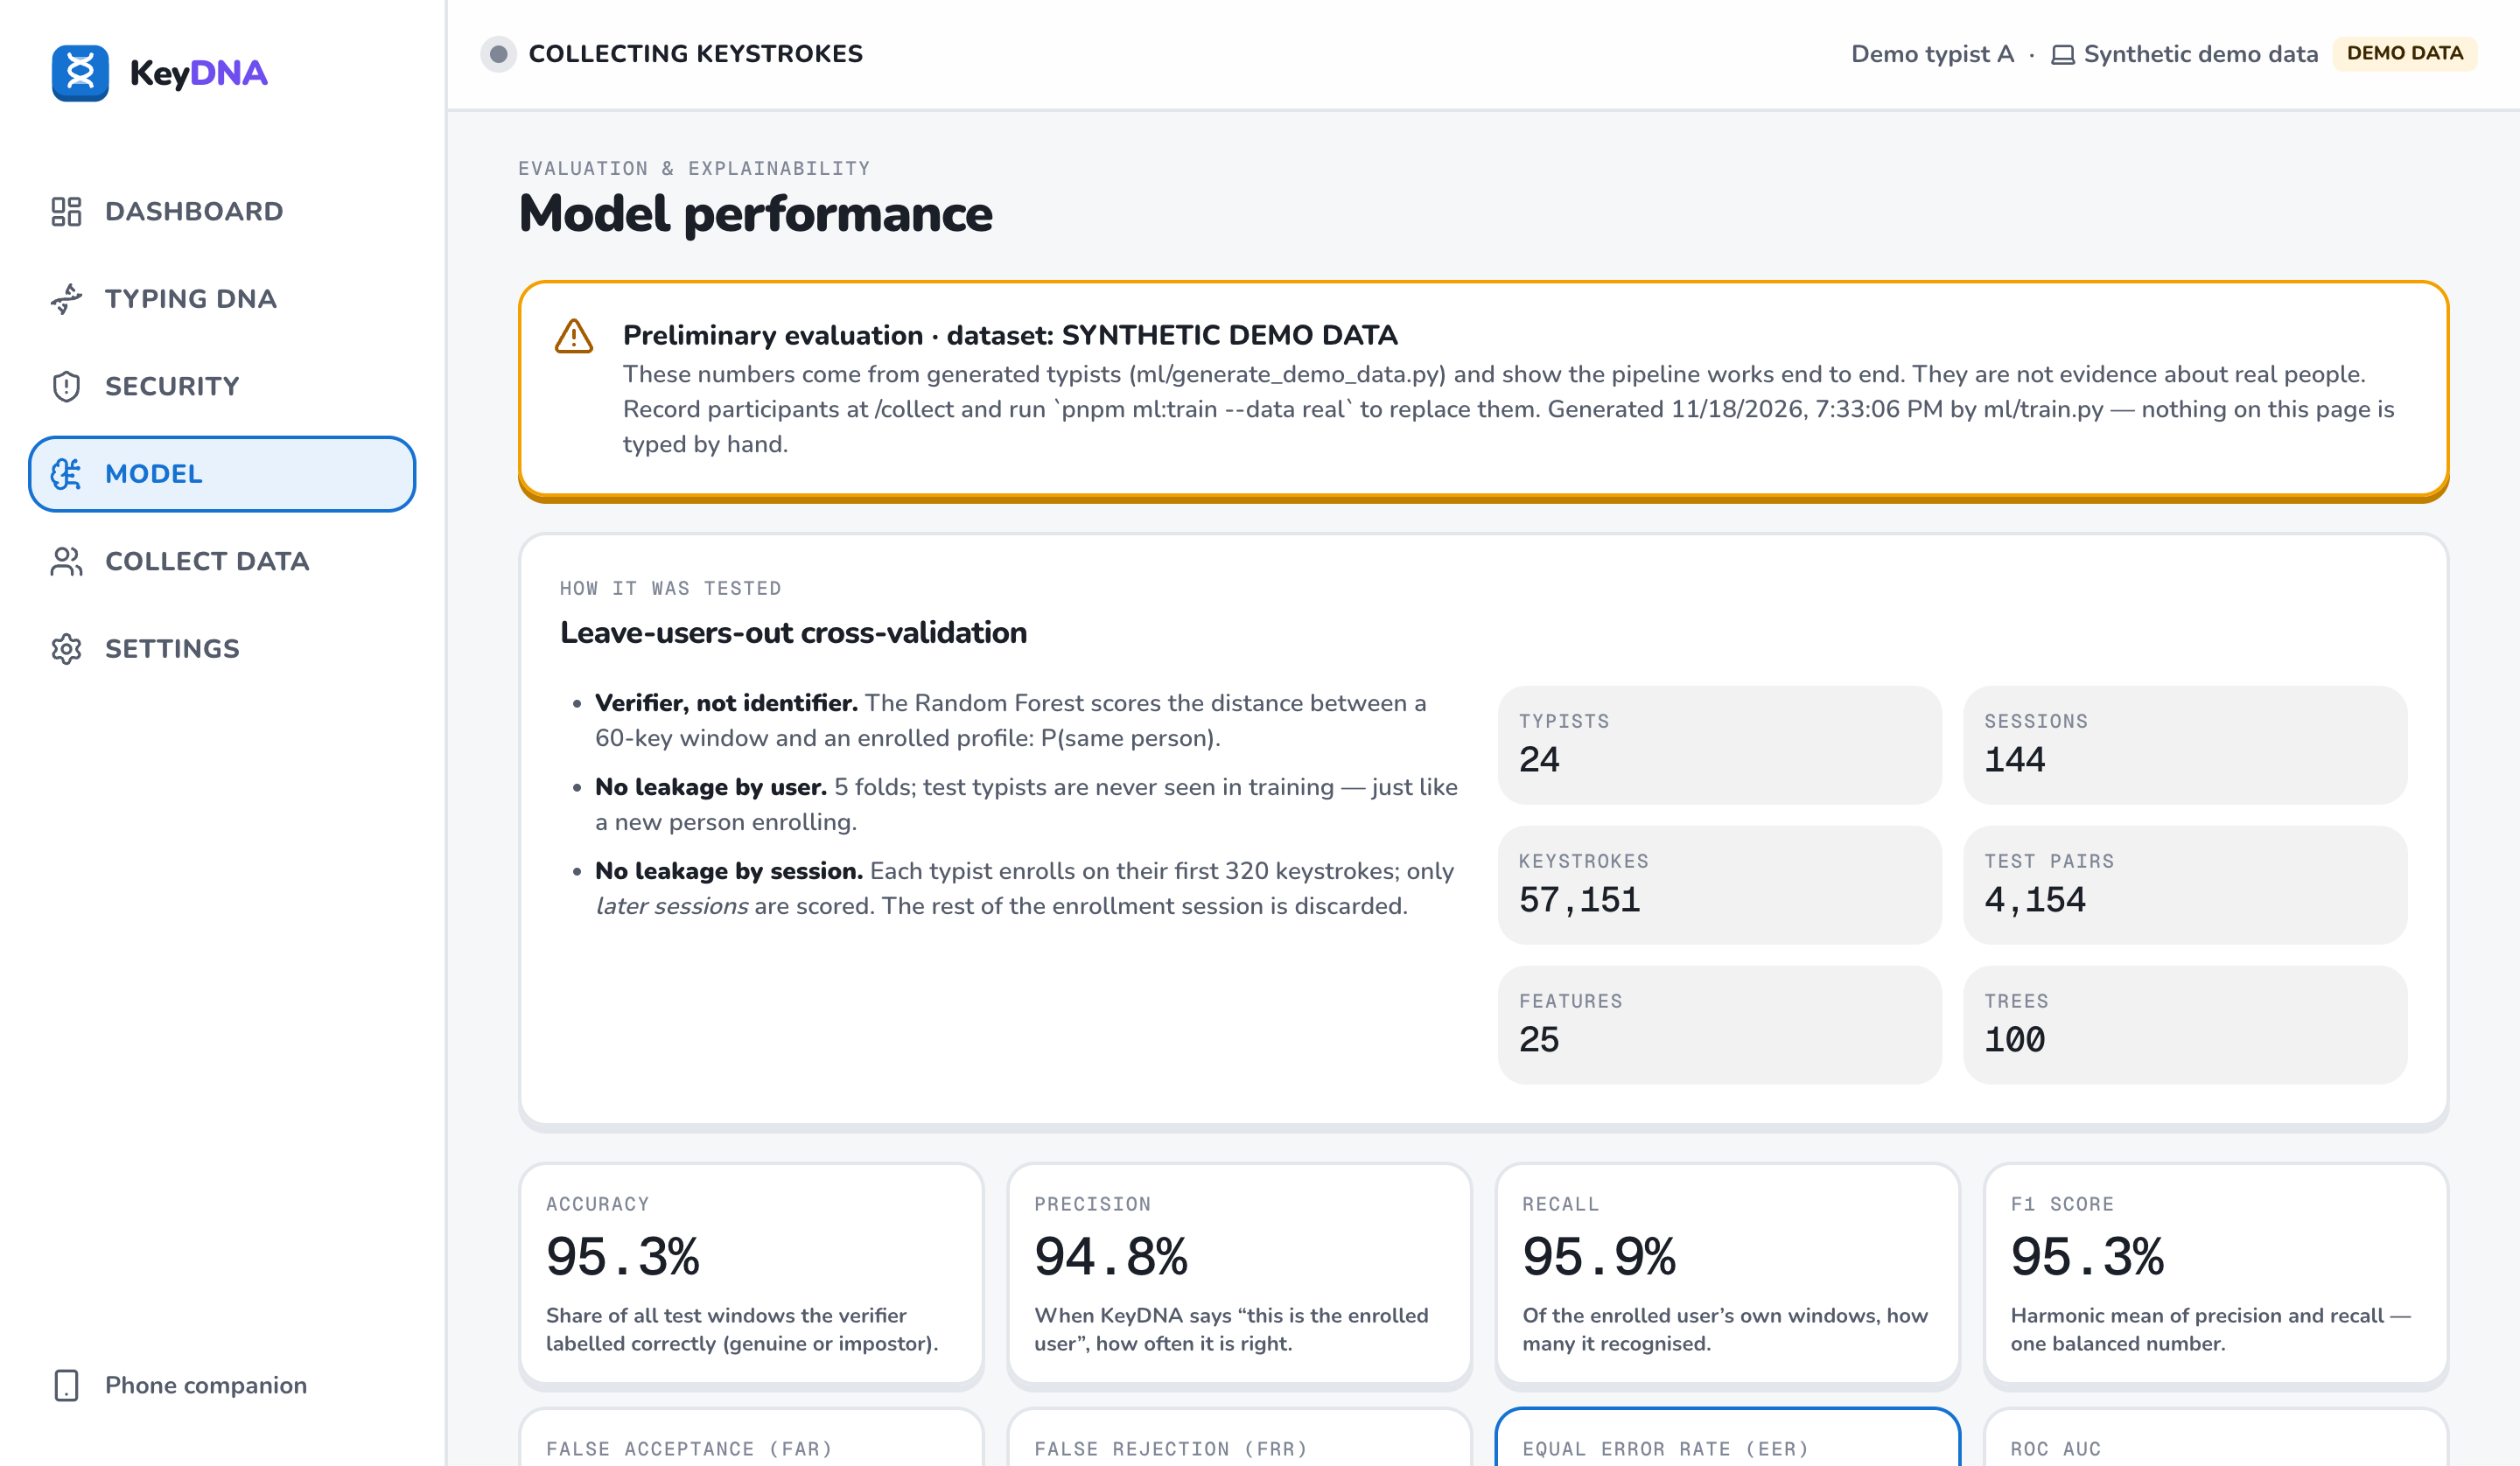 KeyDNA
DASHBOARD
TYPING DNA
SECURITY
MODEL
COLLECT DATA
SETTINGS
Phone companion
COLLECTING KEYSTROKES
Demo typist A · Synthetic demo data DEMO DATA
EVALUATION & EXPLAINABILITY
Model performance
Preliminary evaluation · dataset: SYNTHETIC DEMO DATA
These numbers come from generated typists (ml/generate_demo_data.py) and show the pipeline works end to end. They are not evidence about real people.
Record participants at /collect and run `pnpm ml:train --data real` to replace them. Generated 11/18/2026, 7:33:06 PM by ml/train.py — nothing on this page is
typed by hand.
HOW IT WAS TESTED
Leave-users-out cross-validation
• Verifier, not identifier. The Random Forest scores the distance between a
60-key window and an enrolled profile: P(same person).
• No leakage by user. 5 folds; test typists are never seen in training — just like
a new person enrolling.
• No leakage by session. Each typist enrolls on their first 320 keystrokes; only
later sessions are scored. The rest of the enrollment session is discarded.
TYPISTS
24
SESSIONS
144
KEYSTROKES
57,151
TEST PAIRS
4,154
FEATURES
25
TREES
100
ACCURACY
95.3%
Share of all test windows the verifier
labelled correctly (genuine or impostor).
PRECISION
94.8%
When KeyDNA says “this is the enrolled
user”, how often it is right.
RECALL
95.9%
Of the enrolled user’s own windows, how
many it recognised.
F1 SCORE
95.3%
Harmonic mean of precision and recall —
one balanced number.
FALSE ACCEPTANCE (FAR)
FALSE REJECTION (FRR)
EQUAL ERROR RATE (EER)
ROC AUC